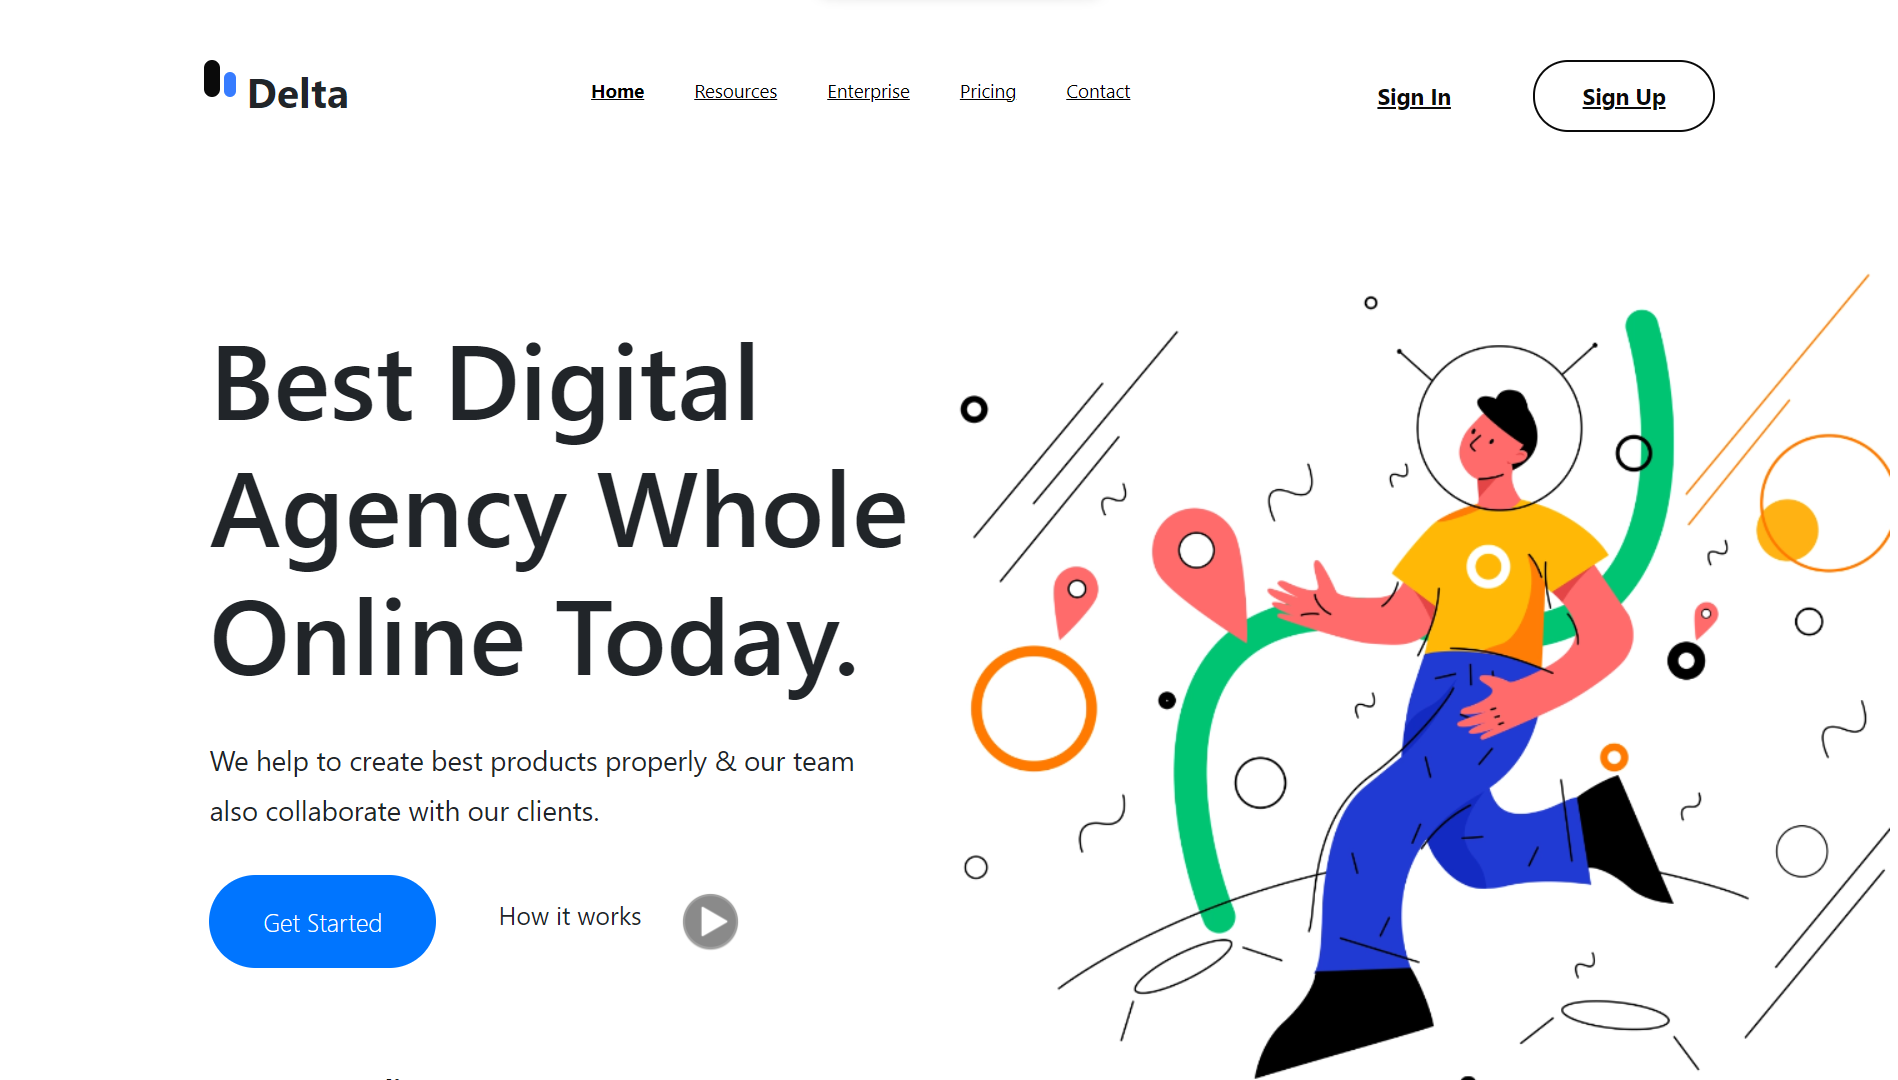 Delta
Home Resources Enterprise Pricing Contact
Sign In
Sign Up
Best Digital
Agency Whole
Online Today.
We help to create best products properly & our team
also collaborate with our clients.
Get Started
How it works